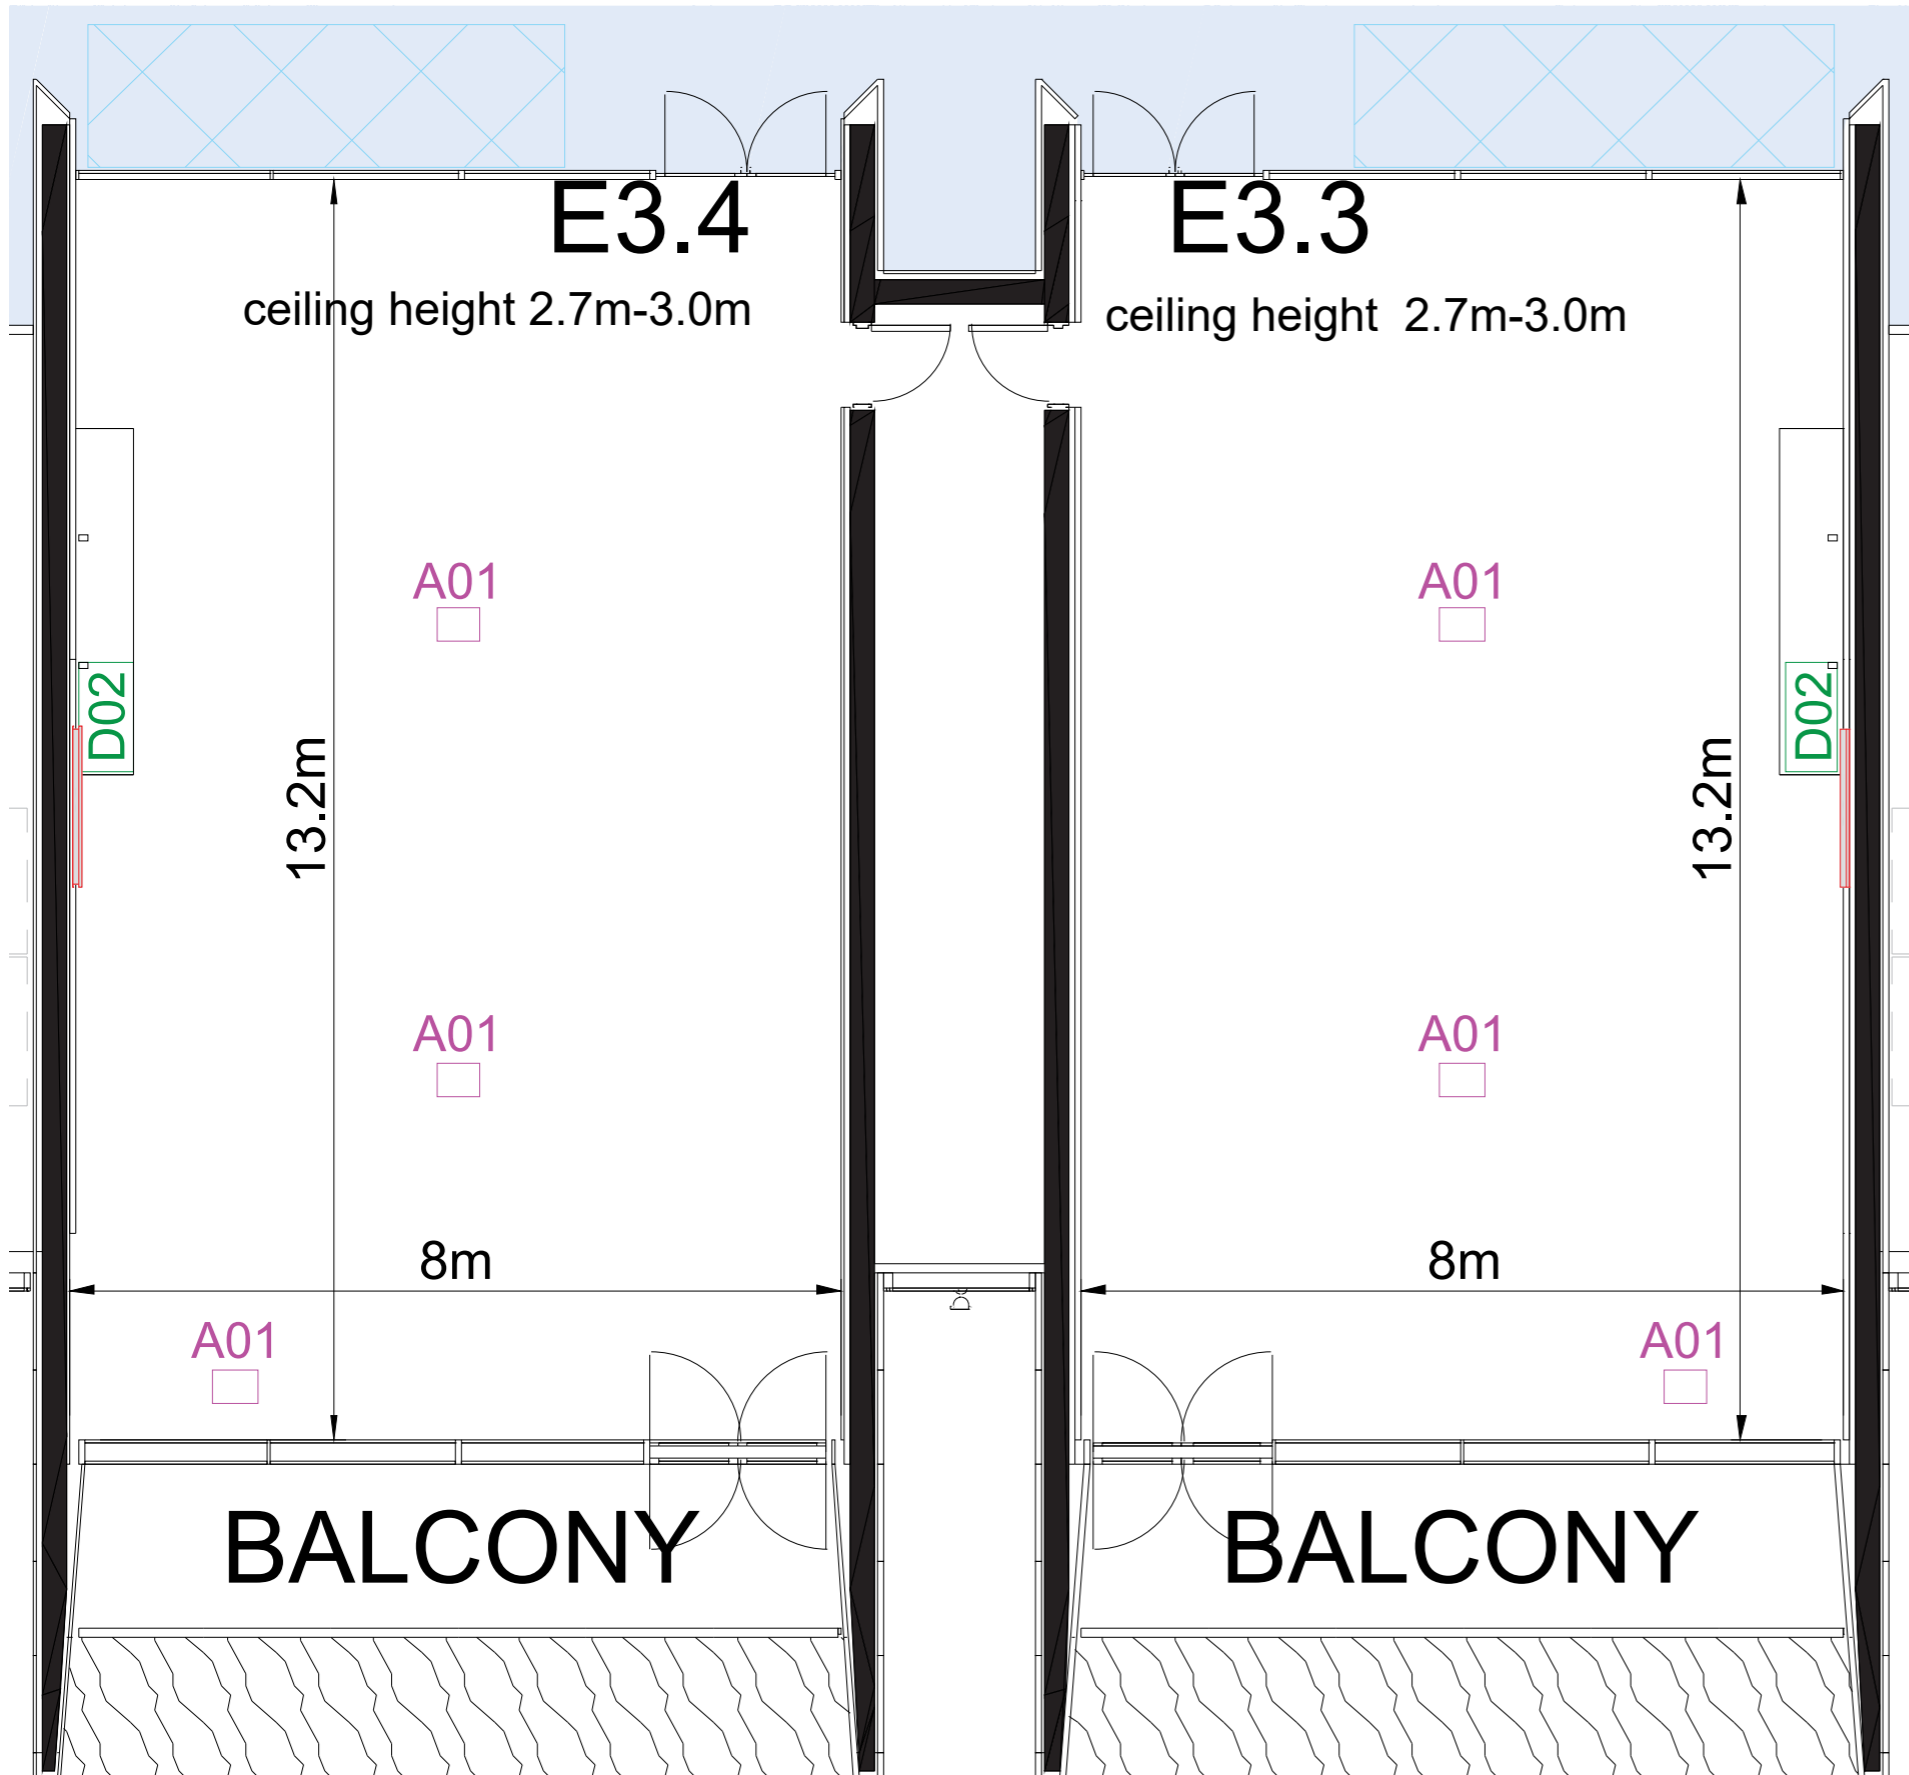 E3.4
ceiling height 2.7m-3.0m
A01
D02
13.2m
A01
8m
A01
BALCONY
E3.3
ceiling height  2.7m-3.0m
A01
D02
13.2m
A01
8m
A01
BALCONY